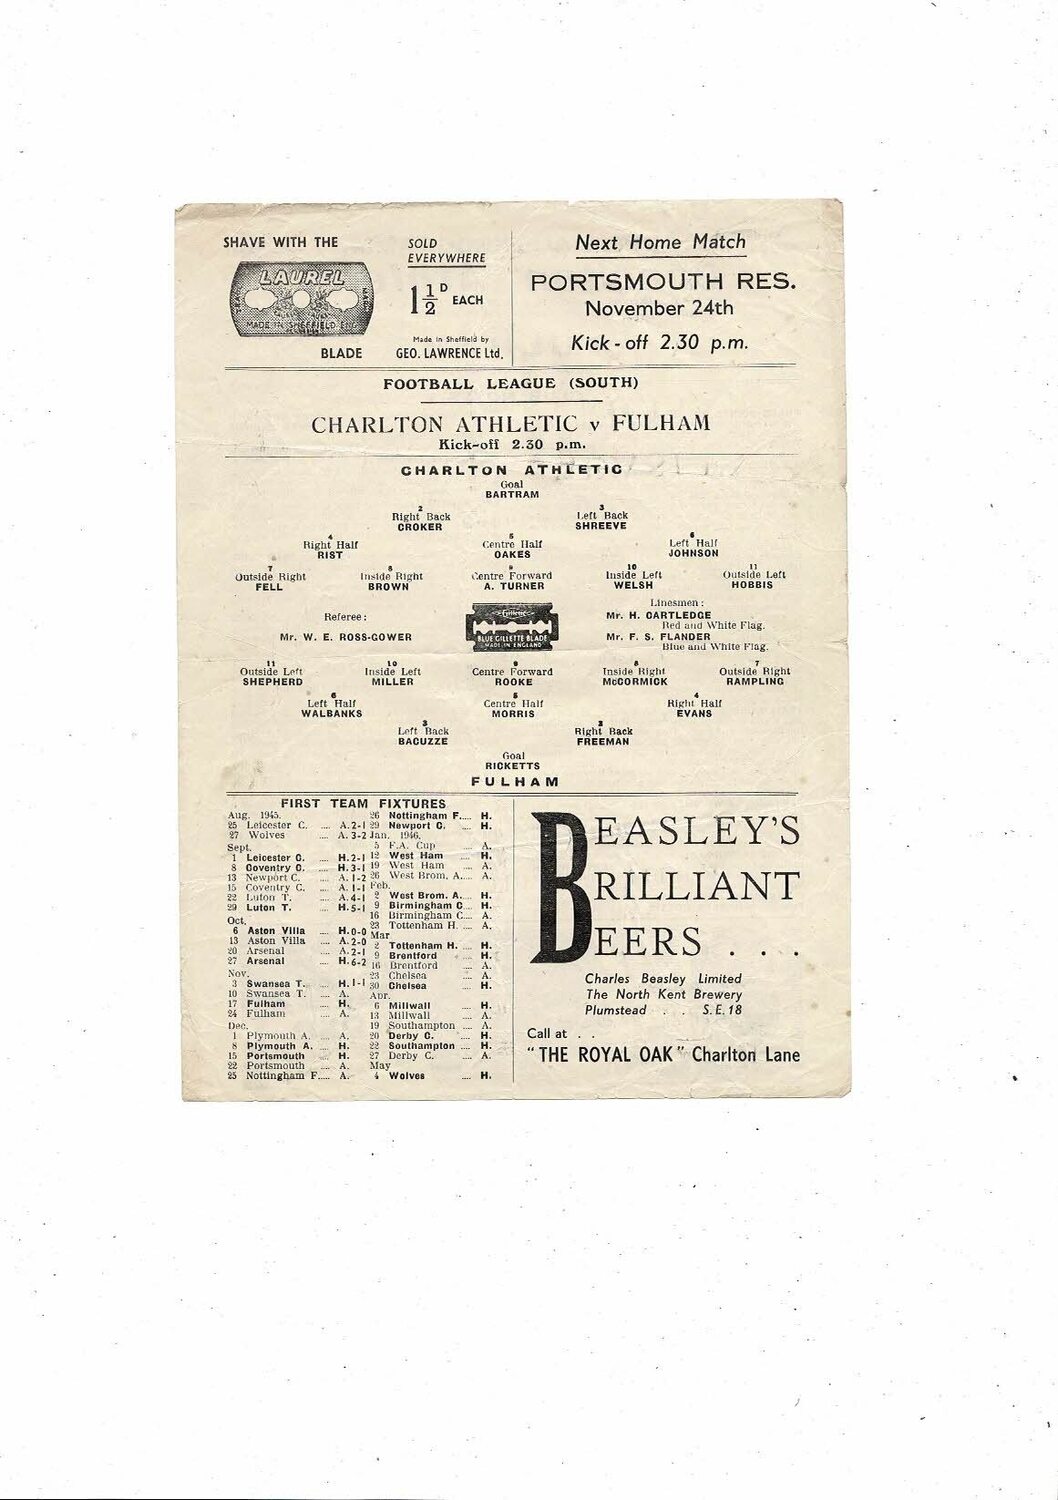 SHAVE WITH THE
LAUREL
MADE IN SHEFFIELD ENG
BLADE
SOLD
EVERYWHERE
1 1/2 D EACH
Made in Sheffield by
GEO. LAWRENCE Ltd.
Next Home Match
PORTSMOUTH RES.
November 24th
Kick-off 2.30 p.m.
FOOTBALL LEAGUE (SOUTH)
CHARLTON ATHLETIC v FULHAM
Kick-off 2.30 p.m.
CHARLTON ATHLETIC
Goal
BARTRAM
2 3
Right Back Left Back
CROKER SHREEVE
4 5 6
Right Half Centre Half Left Half
RIST OAKES JOHNSON
7 8 9 10 11
Outside Right Inside Right Centre Forward Inside Left Outside Left
FELL BROWN A. TURNER WELSH HOBBIS
Referee:
Mr. W. E. ROSS-GOWER
Gillette
BLUE GILLETTE BLADE
MADE IN ENGLAND
Linesmen:
Mr. H. CARTLEDGE
Red and White Flag.
Mr. F. S. FLANDER
Blue and White Flag.
11 10 9 8 7
Outside Left Inside Left Centre Forward Inside Right Outside Right
SHEPHERD MILLER ROOKE McCORMICK RAMPLING
6 5 4
Left Half Centre Half Right Half
WALBANKS MORRIS EVANS
3 2
Left Back Right Back
BACUZZE FREEMAN
Goal
RICKETTS
FULHAM
FIRST TEAM FIXTURES
Aug. 1945.
25 Leicester C. .... A. 2-1
27 Wolves .... A. 3-2
Sept.
1 Leicester C. .... H. 2-1
8 Coventry C. .... H. 3-1
13 Newport C. .... A. 1-2
15 Coventry C. .... A. 1-1
22 Luton T. .... A. 4-1
29 Luton T. .... H. 5-1
Oct.
6 Aston Villa .... H. 0-0
13 Aston Villa .... A. 2-0
20 Arsenal .... A. 2-1
27 Arsenal .... H. 6-2
Nov.
3 Swansea T. .... H. 1-1
10 Swansea T. .... A.
17 Fulham .... H.
24 Fulham .... A.
Dec.
1 Plymouth A. .... A.
8 Plymouth A. .... H.
15 Portsmouth .... H.
22 Portsmouth .... A.
25 Nottingham F. .... A.
26 Nottingham F. .... H.
29 Newport C. .... H.
Jan. 1946.
5 F.A. Cup .... A.
12 West Ham .... H.
19 West Ham .... A.
26 West Brom. A. .... A.
Feb.
2 West Brom. A. .... H.
9 Birmingham C. .... H.
16 Birmingham C. .... A.
23 Tottenham H. .... A.
Mar
2 Tottenham H. .... H.
9 Brentford .... H.
16 Brentford .... A.
23 Chelsea .... A.
30 Chelsea .... H.
Apr.
6 Millwall .... H.
13 Millwall .... A.
19 Southampton .... A.
20 Derby C. .... H.
22 Southampton .... H.
27 Derby C. .... A.
May
4 Wolves .... H.
BEASLEY'S
BRILLIANT
BEERS . . .
Charles Beasley Limited
The North Kent Brewery
Plumstead . . S.E.18
Call at . .
"THE ROYAL OAK" Charlton Lane